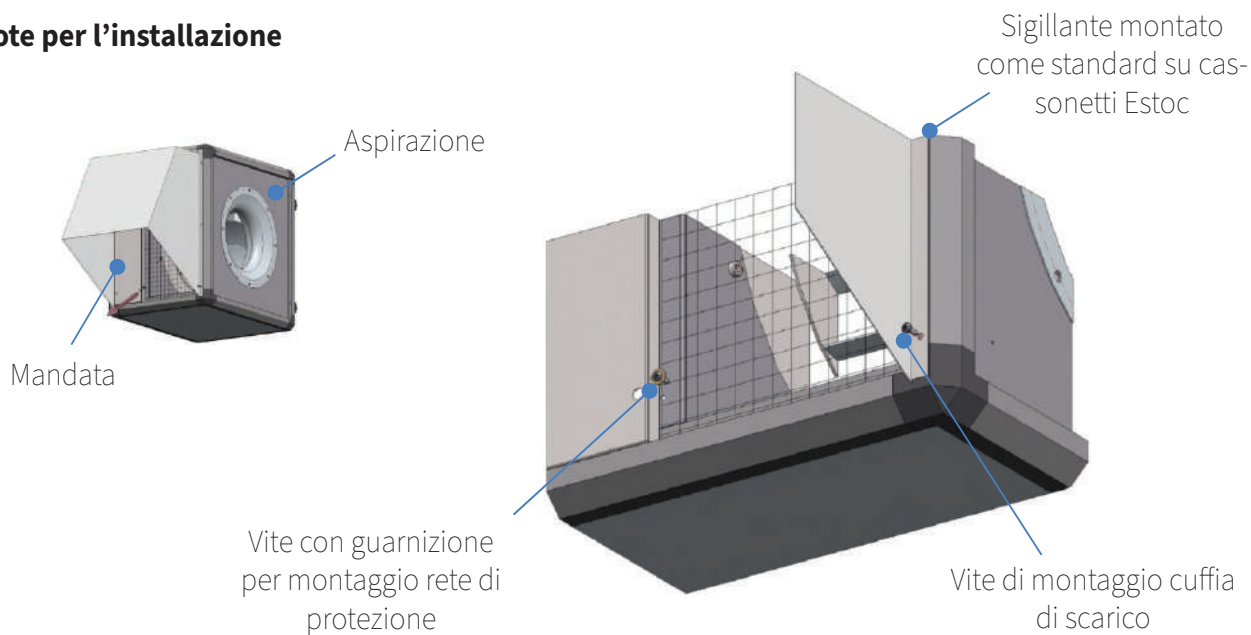 ote per l’installazione
Sigillante montato
come standard su cas-
sonetti Estoc
Aspirazione
Mandata
Vite con guarnizione
per montaggio rete di
protezione
Vite di montaggio cuffia
di scarico